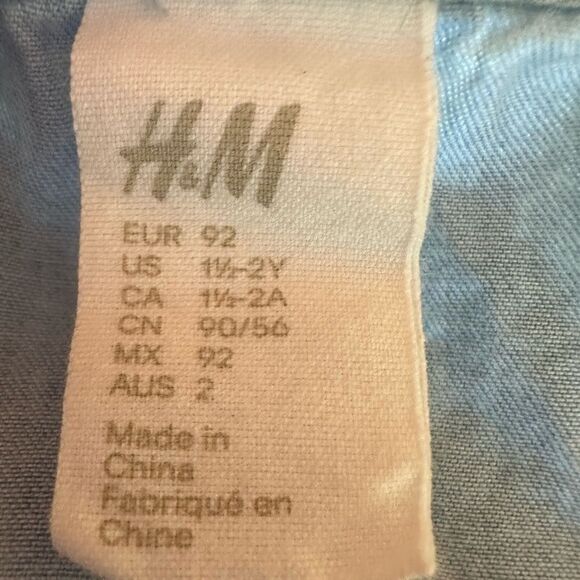 H&M
EUR 92
US 1½-2Y
CA 1½-2A
CN 90/56
MX 92
AUS 2
Made in
China
Fabriqué en
Chine